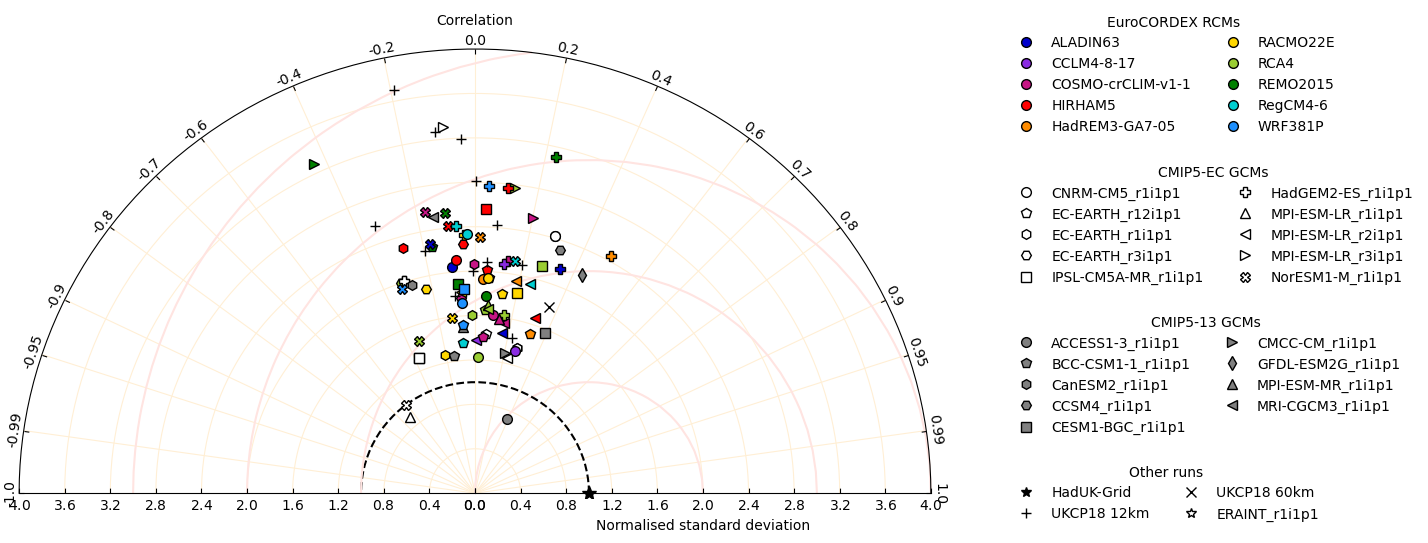 Correlation
0.0
-0.2
0.2
-0.4
0.4
-0.6
0.6
-0.7
0.7
-0.8
0.8
-0.9
0.9
-0.95
0.95
-0.99
0.99
-1.0
1.0
4.0 3.6 3.2 2.8 2.4 2.0 1.6 1.2 0.8 0.4 0.0 0.4 0.8 1.2 1.6 2.0 2.4 2.8 3.2 3.6 4.0
Normalised standard deviation
EuroCORDEX RCMs
ALADIN63
CCLM4-8-17
COSMO-crCLIM-v1-1
HIRHAM5
HadREM3-GA7-05
RACMO22E
RCA4
REMO2015
RegCM4-6
WRF381P
CMIP5-EC GCMs
CNRM-CM5_r1i1p1
EC-EARTH_r12i1p1
EC-EARTH_r1i1p1
EC-EARTH_r3i1p1
IPSL-CM5A-MR_r1i1p1
HadGEM2-ES_r1i1p1
MPI-ESM-LR_r1i1p1
MPI-ESM-LR_r2i1p1
MPI-ESM-LR_r3i1p1
NorESM1-M_r1i1p1
CMIP5-13 GCMs
ACCESS1-3_r1i1p1
BCC-CSM1-1_r1i1p1
CanESM2_r1i1p1
CCSM4_r1i1p1
CESM1-BGC_r1i1p1
CMCC-CM_r1i1p1
GFDL-ESM2G_r1i1p1
MPI-ESM-MR_r1i1p1
MRI-CGCM3_r1i1p1
Other runs
HadUK-Grid
UKCP18 12km
UKCP18 60km
ERAINT_r1i1p1